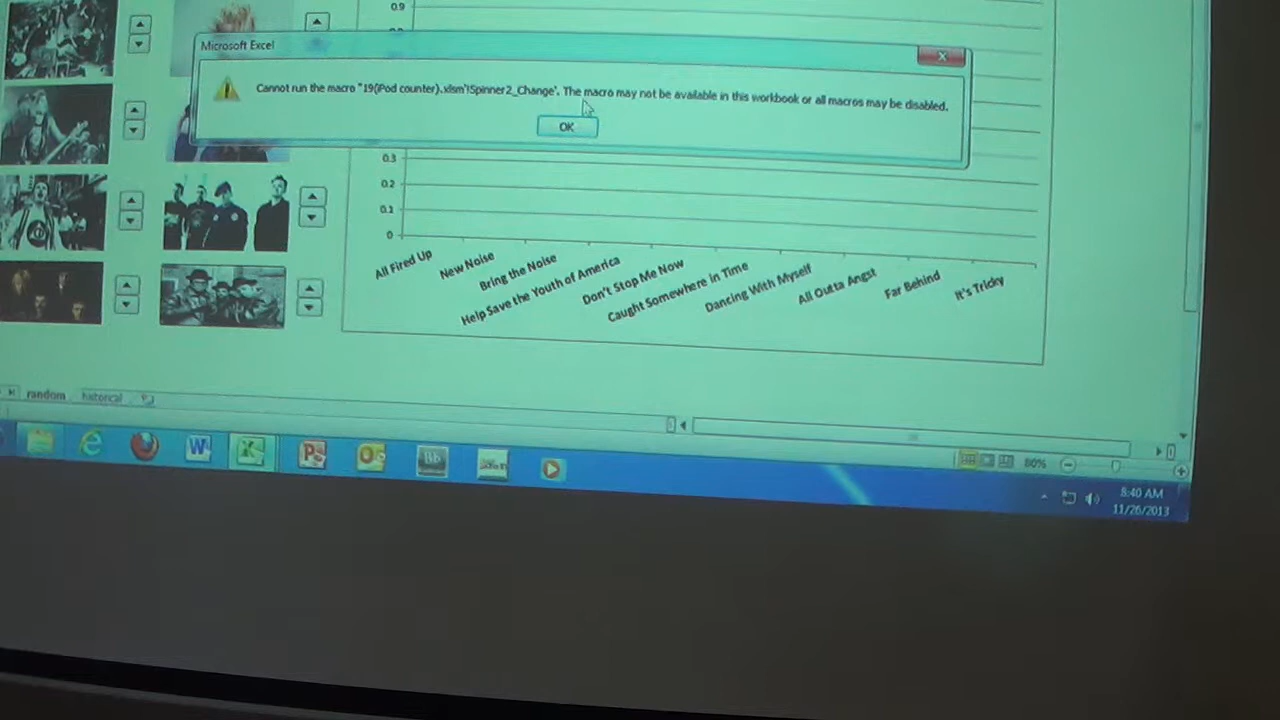 0.9
Microsoft Excel
Cannot run the macro "19(iPod counter).xlsm'!Spinner2_Change'. The macro may not be available in this workbook or all macros may be disabled.
OK
0.3
0.2
0.1
0
All Fired Up
New Noise
Bring the Noise
Help Save the Youth of America
Don't Stop Me Now
Caught Somewhere in Time
Dancing With Myself
All Outta Angst
Far Behind
It's Tricky
random
historical
80%
Bb
8:40 AM
11/26/2013